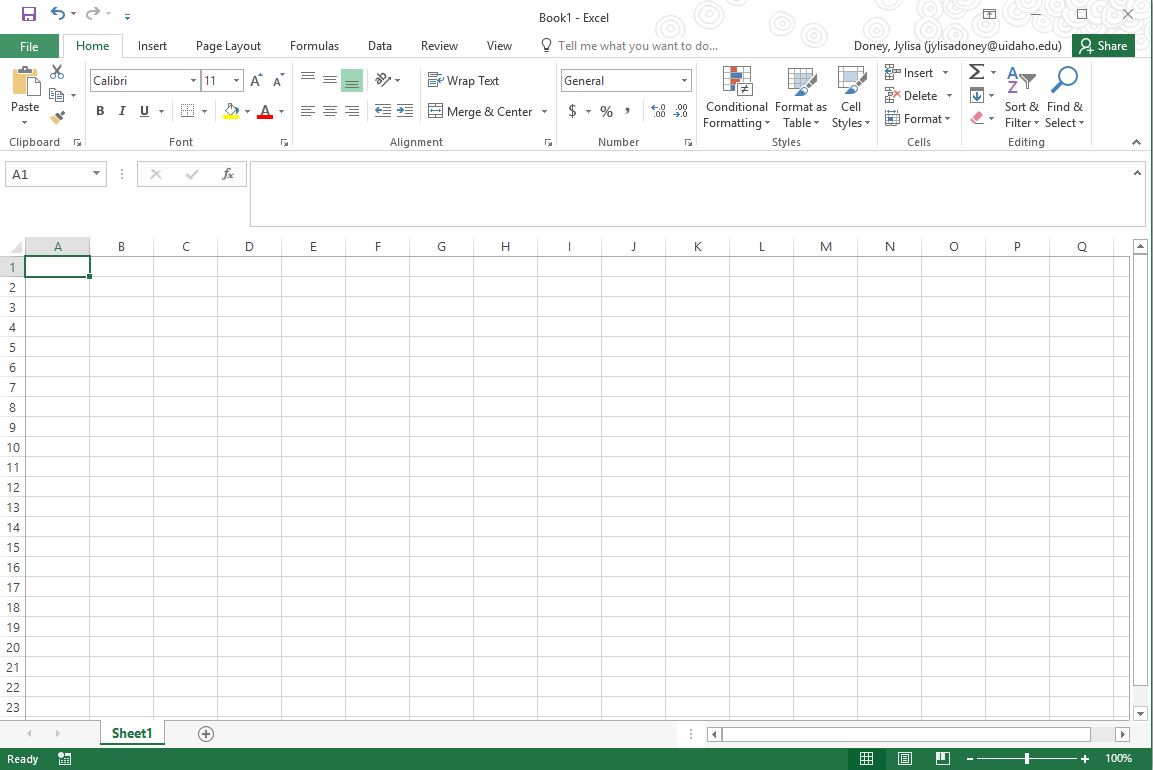 Book1 - Excel
File Home Insert Page Layout Formulas Data Review View Tell me what you want to do... Doney, Jylisa (jylisadoney@uidaho.edu) Share
Paste
Calibri 11 A A
B I U A
Wrap Text
Merge & Center
General
$ % ,
.0 .00
.00 .0
Conditional Formatting
Format as Table
Cell Styles
Insert
Delete
Format
Σ
A Z
Sort & Filter
Find & Select
Clipboard Font Alignment Number Styles Cells Editing
A1 fx
A B C D E F G H I J K L M N O P Q
1
2
3
4
5
6
7
8
9
10
11
12
13
14
15
16
17
18
19
20
21
22
23
Sheet1
Ready 100%